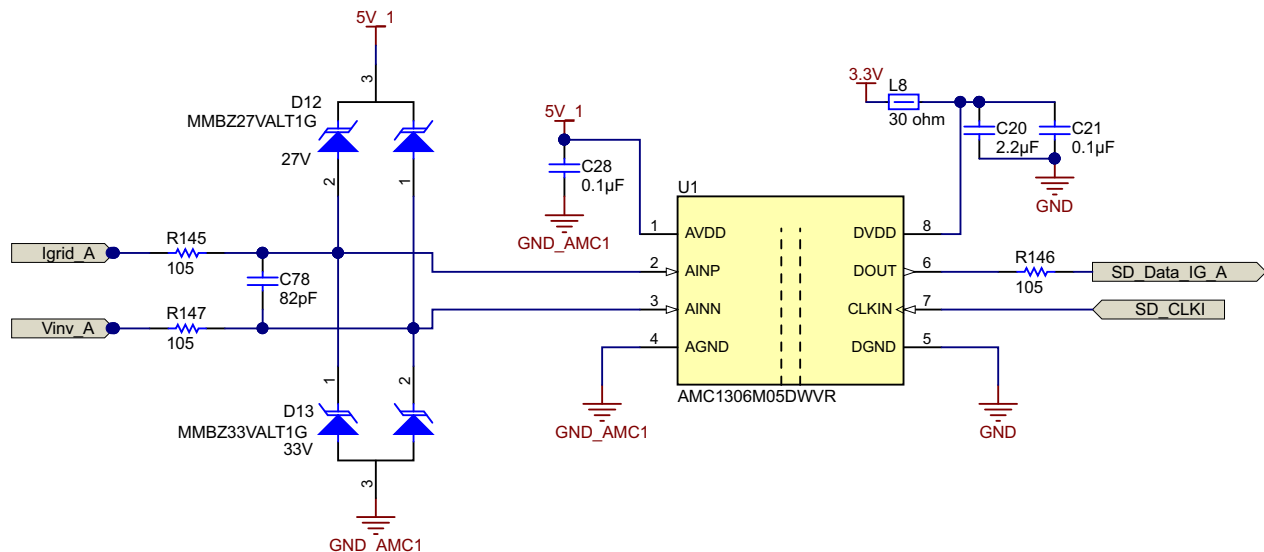 5V_1
3
D12
MMBZ27VALT1G
27V
2
1
Igrid_A
R145
105
C78
82pF
Vinv_A
R147
105
1
2
D13
MMBZ33VALT1G
33V
3
GND_AMC1
5V_1
C28
0.1µF
GND_AMC1
3.3V
L8
30 ohm
C20
2.2µF
C21
0.1µF
GND
U1
1
AVDD
DVDD
8
2
AINP
DOUT
6
R146
105
SD_Data_IG_A
3
AINN
CLKIN
7
SD_CLKI
4
AGND
DGND
5
AMC1306M05DWVR
GND_AMC1
GND